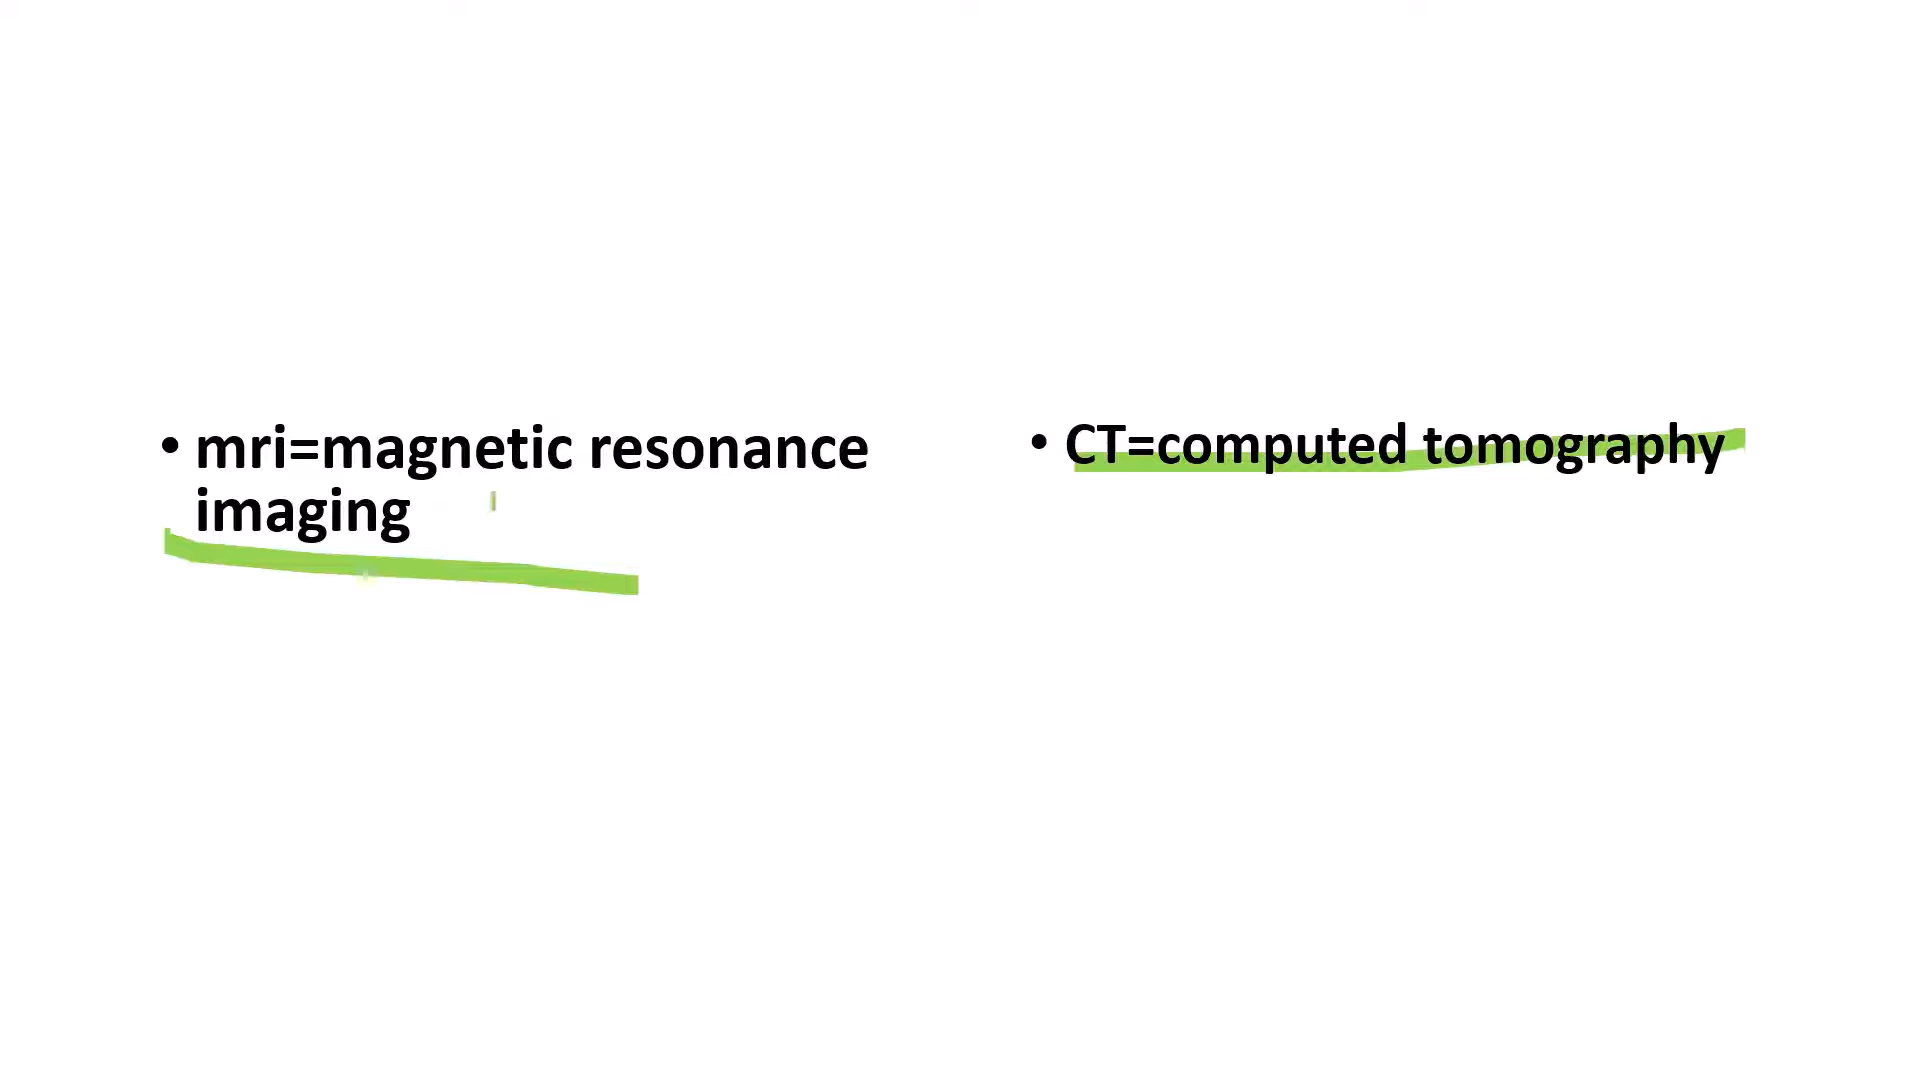 • mri=magnetic resonance
imaging
• CT=computed tomography